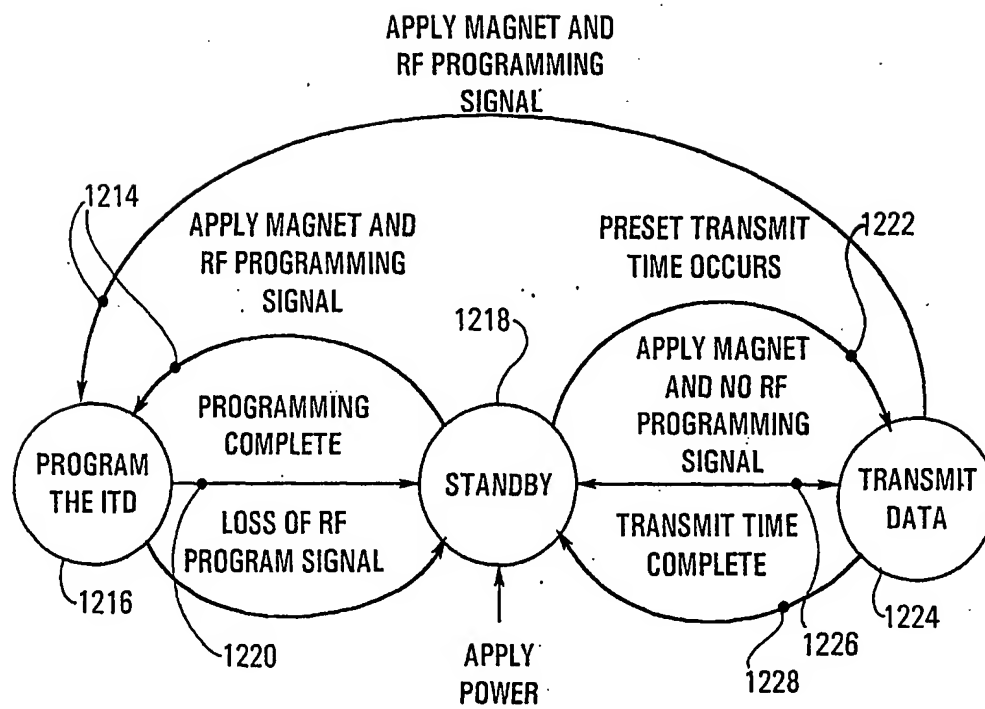 APPLY MAGNET AND
RF PROGRAMMING
SIGNAL
1214
APPLY MAGNET AND
RF PROGRAMMING
SIGNAL
PRESET TRANSMIT
TIME OCCURS
1222
1218
PROGRAMMING
COMPLETE
APPLY MAGNET
AND NO RF
PROGRAMMING
SIGNAL
PROGRAM
THE ITD
STANDBY
TRANSMIT
DATA
LOSS OF RF
PROGRAM SIGNAL
TRANSMIT TIME
COMPLETE
1216
1220
APPLY
POWER
1228
1226
1224